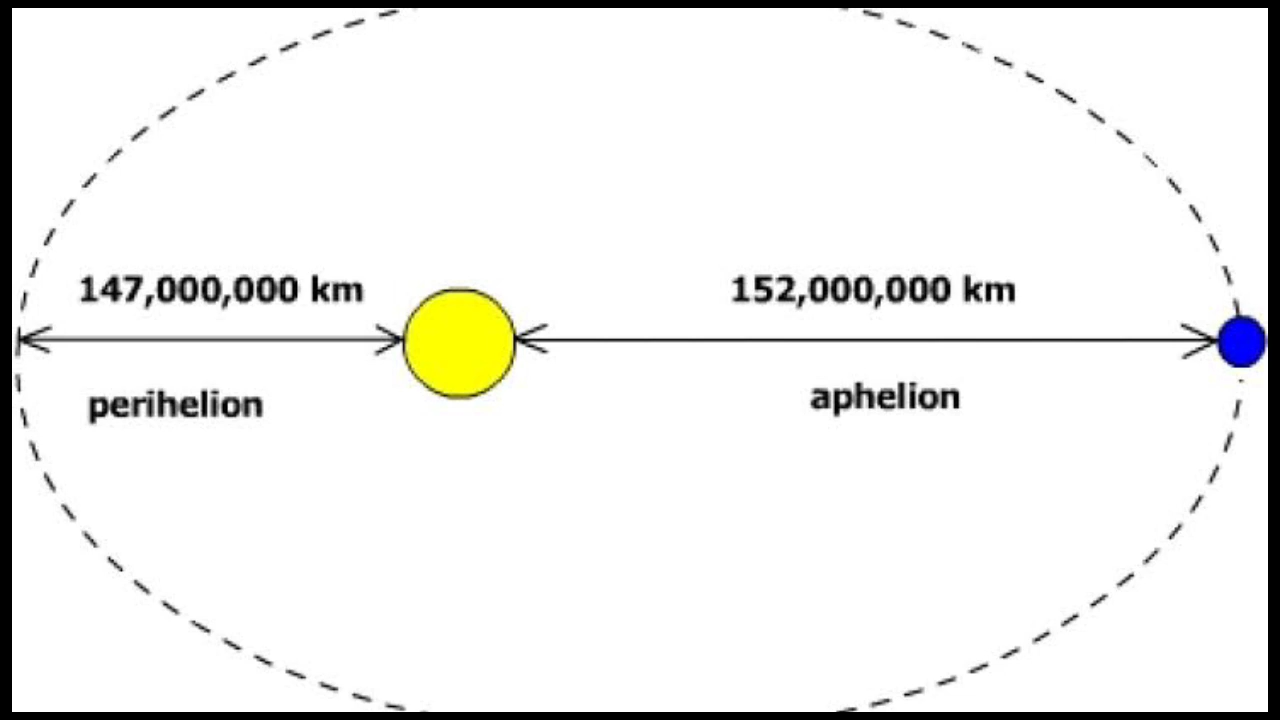 147,000,000 km
152,000,000 km
perihelion
aphelion